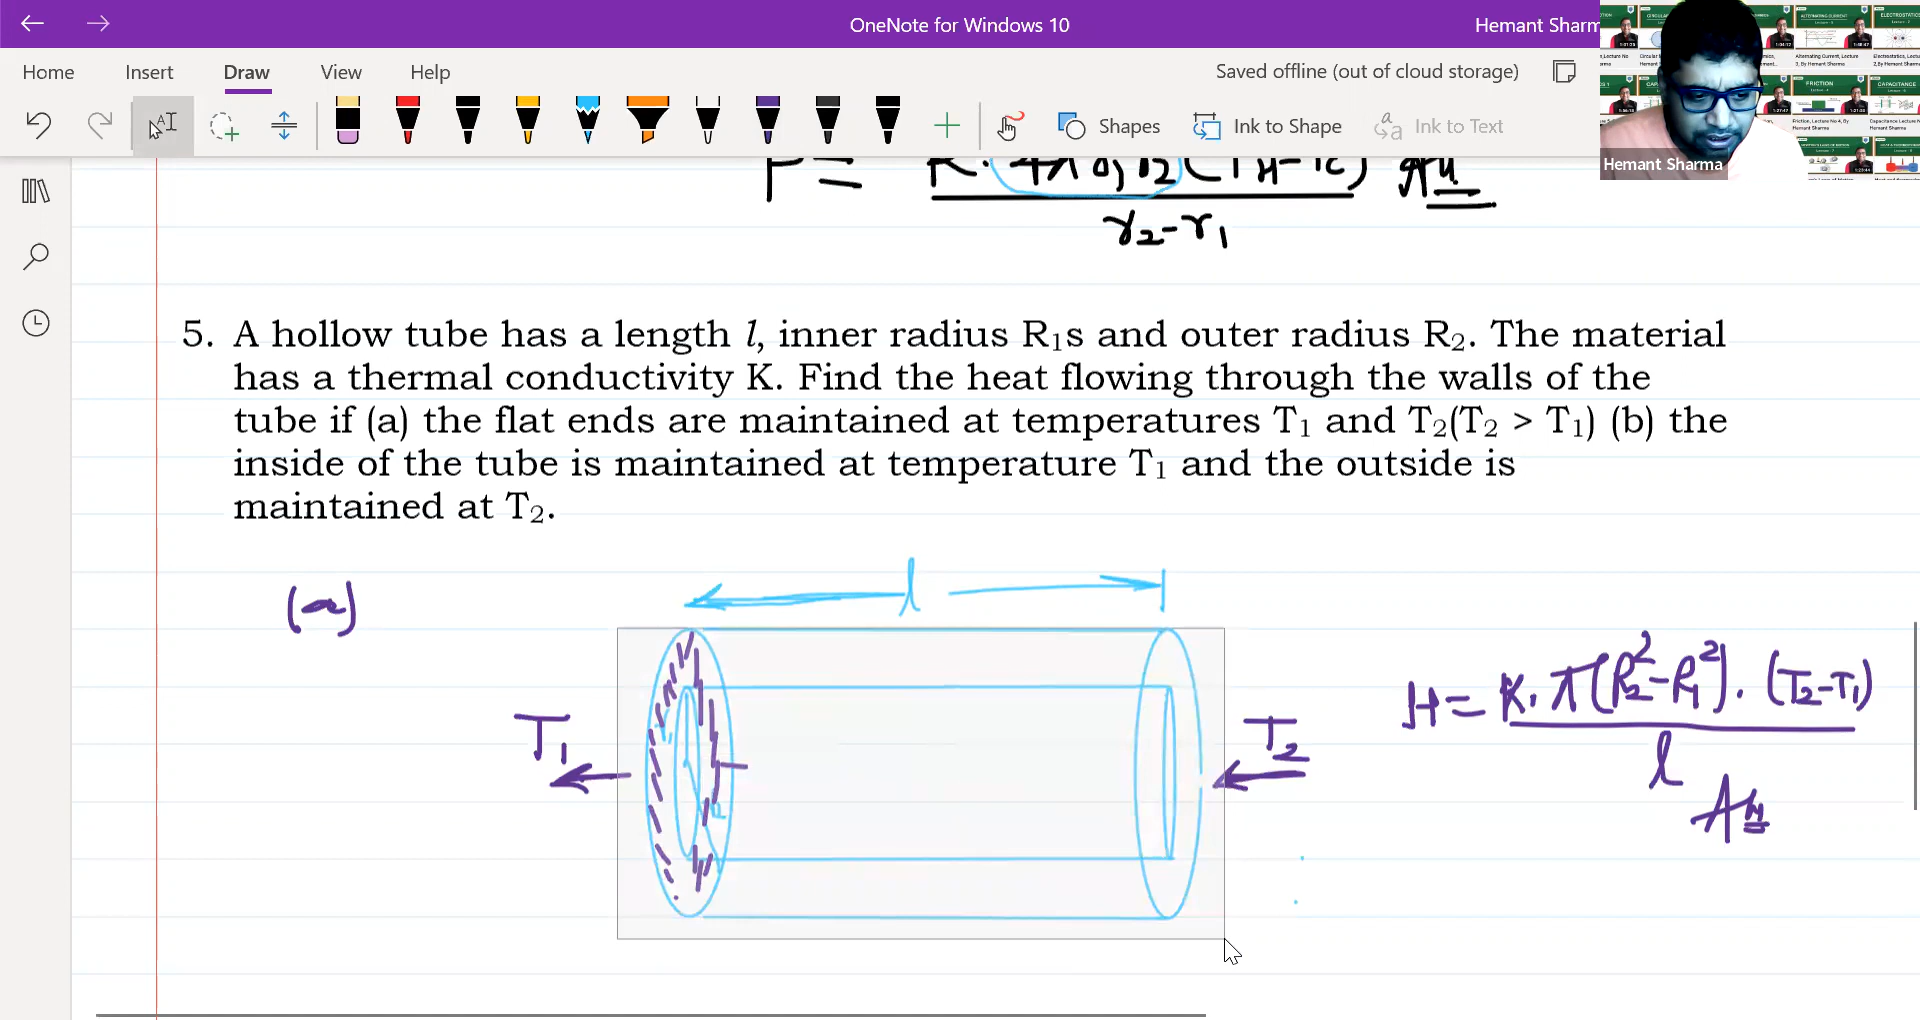 OneNote for Windows 10
Hemant Sharm
Home Insert Draw View Help
Saved offline (out of cloud storage)
Shapes Ink to Shape Ink to Text
Hemant Sharma
r₂-r₁
5. A hollow tube has a length l, inner radius R₁s and outer radius R₂. The material
has a thermal conductivity K. Find the heat flowing through the walls of the
tube if (a) the flat ends are maintained at temperatures T₁ and T₂(T₂ > T₁) (b) the
inside of the tube is maintained at temperature T₁ and the outside is
maintained at T₂.
(a)
l
T₁
T₂
H = K. π(R₂²-R₁²). (T₂-T₁)
l